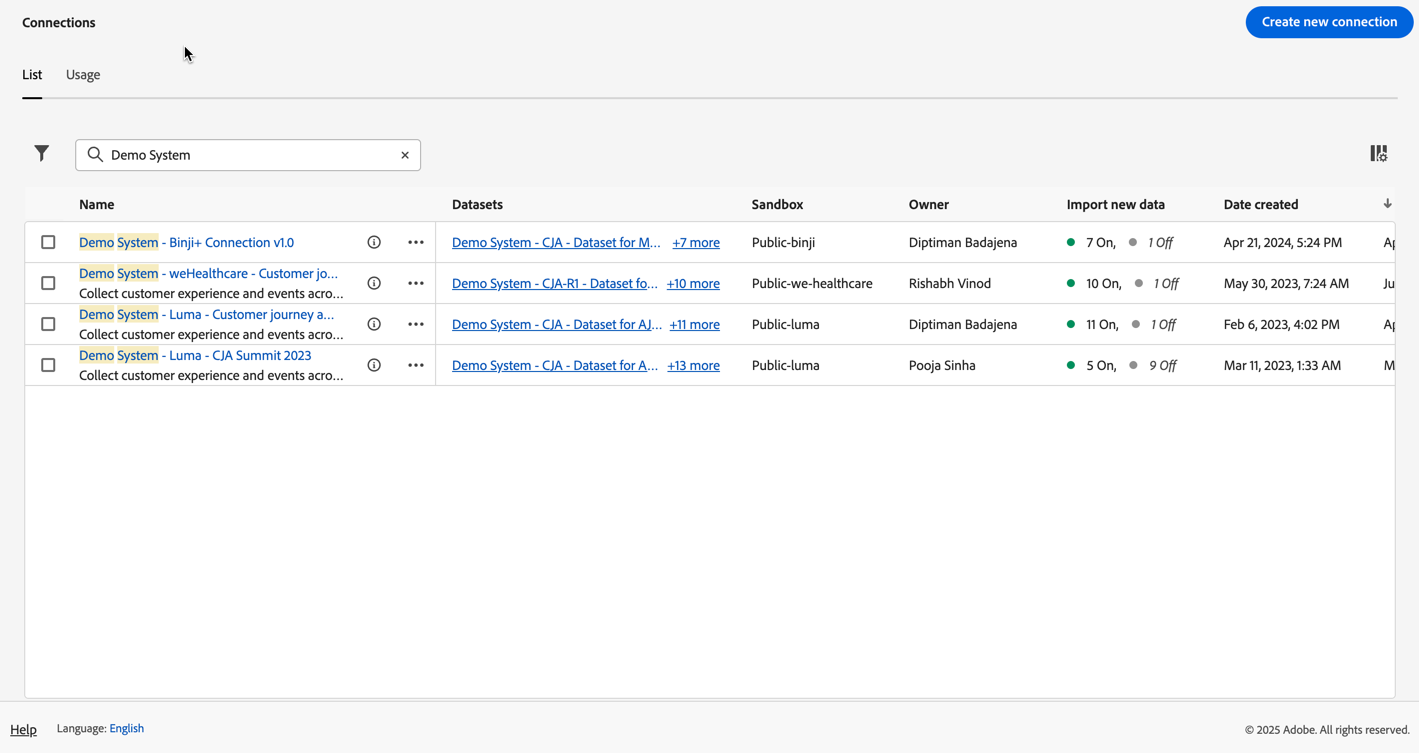 Connections
Create new connection
List
Usage
Demo System
Name
Datasets
Sandbox
Owner
Import new data
Date created
Demo System - Binji+ Connection v1.0
Demo System - CJA - Dataset for M... +7 more
Public-binji
Diptiman Badajena
7 On, 1 Off
Apr 21, 2024, 5:24 PM
Ap
Demo System - weHealthcare - Customer jo...
Collect customer experience and events acro...
Demo System - CJA-R1 - Dataset fo... +10 more
Public-we-healthcare
Rishabh Vinod
10 On, 1 Off
May 30, 2023, 7:24 AM
Ju
Demo System - Luma - Customer journey a...
Collect customer experience and events acro...
Demo System - CJA - Dataset for AJ... +11 more
Public-luma
Diptiman Badajena
11 On, 1 Off
Feb 6, 2023, 4:02 PM
Ap
Demo System - Luma - CJA Summit 2023
Collect customer experience and events acro...
Demo System - CJA - Dataset for A... +13 more
Public-luma
Pooja Sinha
5 On, 9 Off
Mar 11, 2023, 1:33 AM
M
Help
Language: English
© 2025 Adobe. All rights reserved.